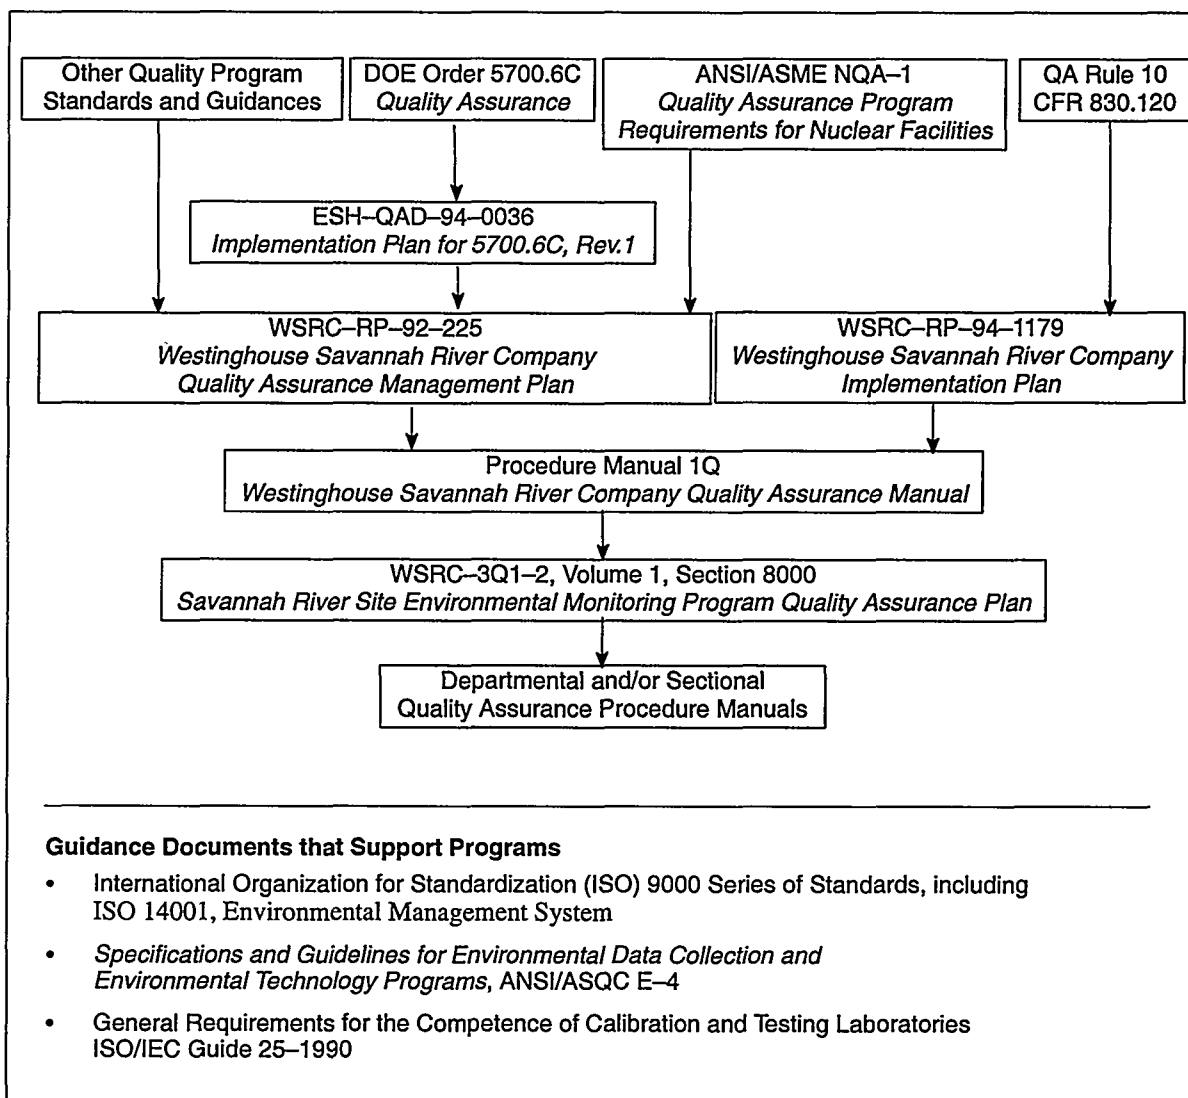 Other Quality Program
Standards and Guidances
DOE Order 5700.6C
Quality Assurance
ANSI/ASME NQA–1
Quality Assurance Program
Requirements for Nuclear Facilities
QA Rule 10
CFR 830.120
ESH–QAD–94–0036
Implementation Plan for 5700.6C, Rev.1
WSRC–RP–92–225
Westinghouse Savannah River Company
Quality Assurance Management Plan
WSRC–RP–94–1179
Westinghouse Savannah River Company
Implementation Plan
Procedure Manual 1Q
Westinghouse Savannah River Company Quality Assurance Manual
WSRC–3Q1–2, Volume 1, Section 8000
Savannah River Site Environmental Monitoring Program Quality Assurance Plan
Departmental and/or Sectional
Quality Assurance Procedure Manuals
Guidance Documents that Support Programs
• International Organization for Standardization (ISO) 9000 Series of Standards, including
ISO 14001, Environmental Management System
• Specifications and Guidelines for Environmental Data Collection and
Environmental Technology Programs, ANSI/ASQC E–4
• General Requirements for the Competence of Calibration and Testing Laboratories
ISO/IEC Guide 25–1990